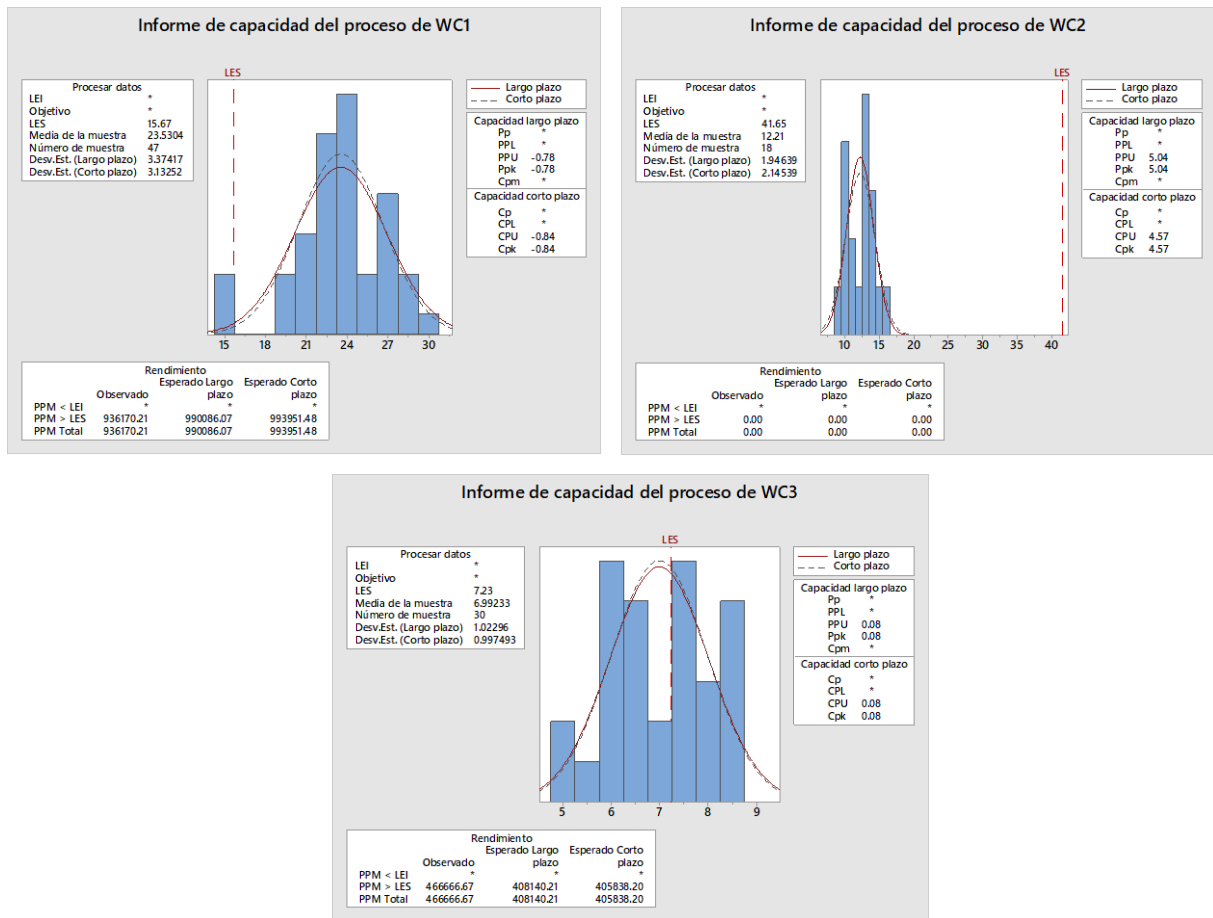 Informe de capacidad del proceso de WC1
LES
Procesar datos
LEI *
Objetivo *
LES 15.67
Media de la muestra 23.5304
Número de muestra 47
Desv.Est. (Largo plazo) 3.37417
Desv.Est. (Corto plazo) 3.13252
Largo plazo
Corto plazo
Capacidad largo plazo
Pp *
PPL *
PPU -0.78
Ppk -0.78
Cpm *
Capacidad corto plazo
Cp *
CPL *
CPU -0.84
Cpk -0.84
15 18 21 24 27 30
Rendimiento
Esperado Largo Esperado Corto
Observado plazo plazo
PPM < LEI * * *
PPM > LES 936170.21 990086.07 993951.48
PPM Total 936170.21 990086.07 993951.48
Informe de capacidad del proceso de WC2
LES
Procesar datos
LEI *
Objetivo *
LES 41.65
Media de la muestra 12.21
Número de muestra 18
Desv.Est. (Largo plazo) 1.94639
Desv.Est. (Corto plazo) 2.14539
Largo plazo
Corto plazo
Capacidad largo plazo
Pp *
PPL *
PPU 5.04
Ppk 5.04
Cpm *
Capacidad corto plazo
Cp *
CPL *
CPU 4.57
Cpk 4.57
10 15 20 25 30 35 40
Rendimiento
Esperado Largo Esperado Corto
Observado plazo plazo
PPM < LEI * * *
PPM > LES 0.00 0.00 0.00
PPM Total 0.00 0.00 0.00
Informe de capacidad del proceso de WC3
LES
Procesar datos
LEI *
Objetivo *
LES 7.23
Media de la muestra 6.99233
Número de muestra 30
Desv.Est. (Largo plazo) 1.02296
Desv.Est. (Corto plazo) 0.997493
Largo plazo
Corto plazo
Capacidad largo plazo
Pp *
PPL *
PPU 0.08
Ppk 0.08
Cpm *
Capacidad corto plazo
Cp *
CPL *
CPU 0.08
Cpk 0.08
5 6 7 8 9
Rendimiento
Esperado Largo Esperado Corto
Observado plazo plazo
PPM < LEI * * *
PPM > LES 466666.67 408140.21 405838.20
PPM Total 466666.67 408140.21 405838.20